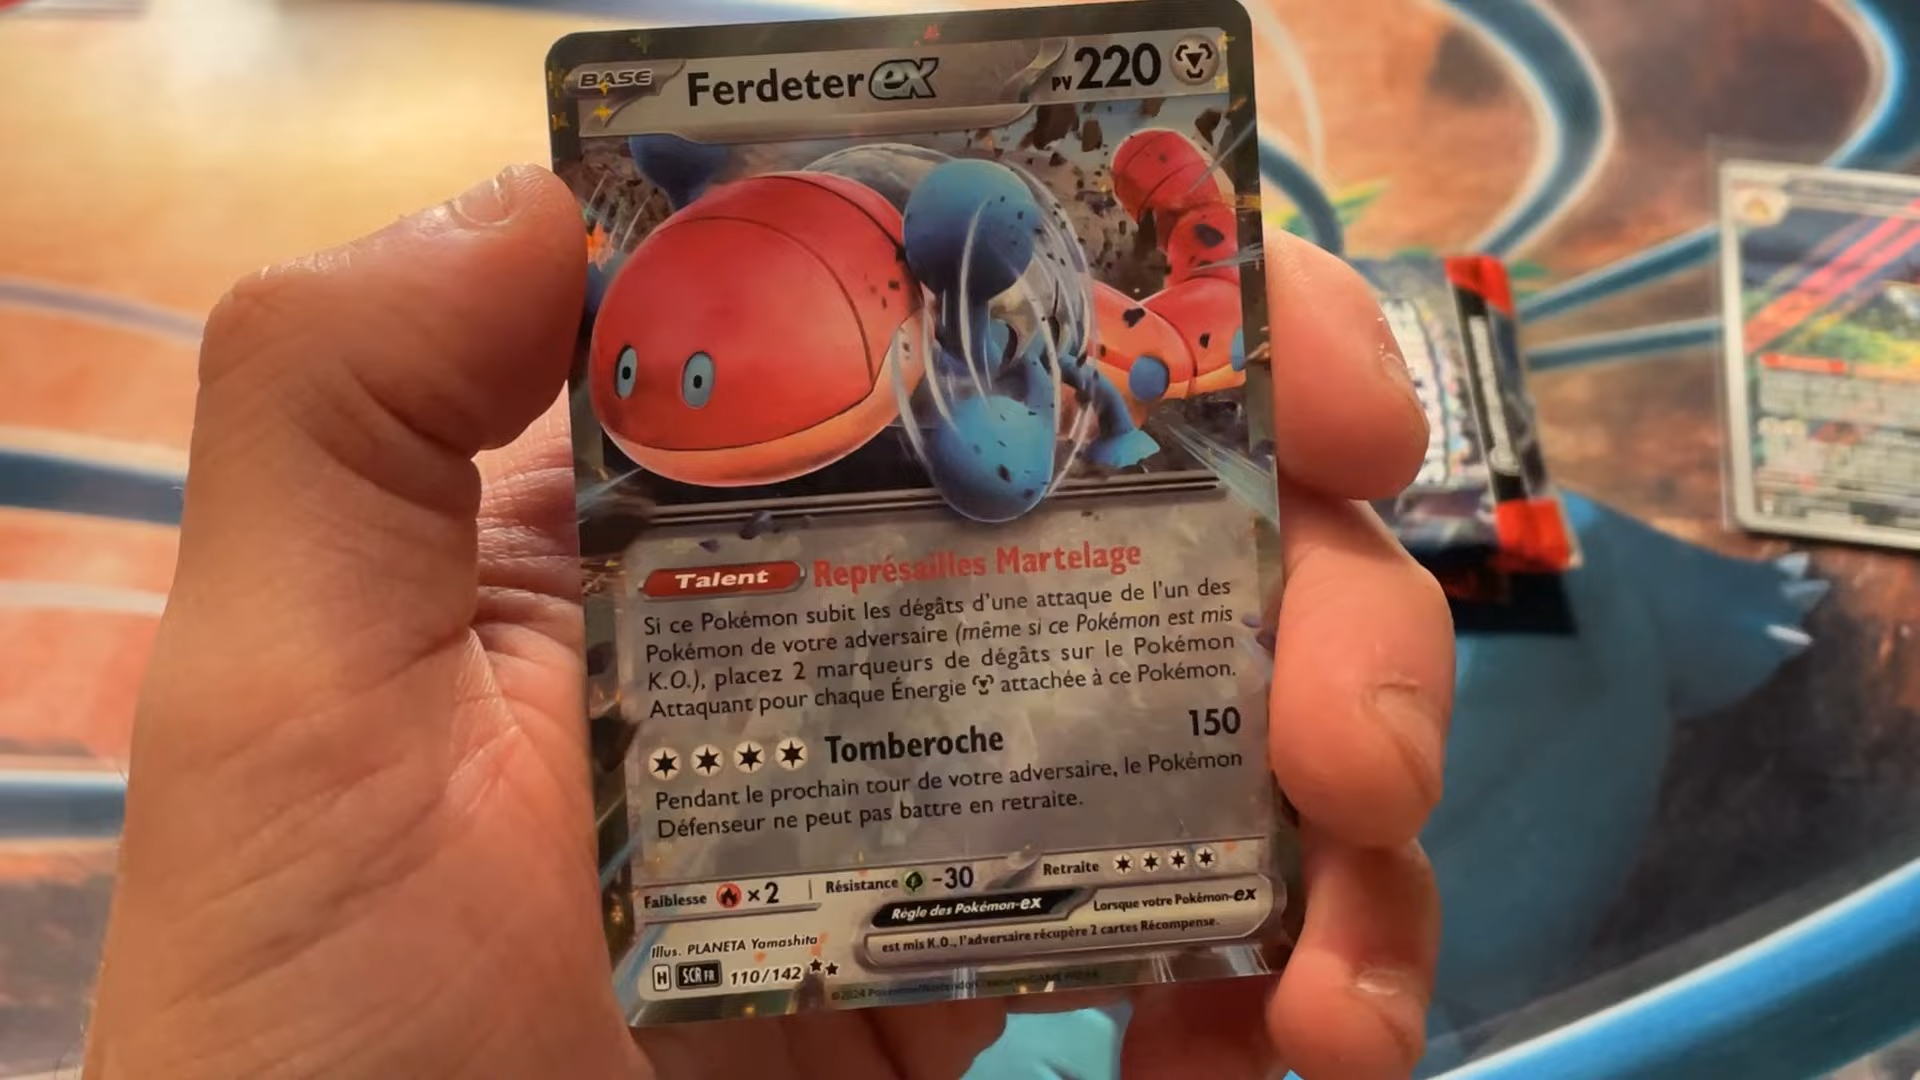 BASE Ferdeter ex PV 220
Talent Représailles Martelage
Si ce Pokémon subit les dégâts d'une attaque de l'un des
Pokémon de votre adversaire (même si ce Pokémon est mis
K.O.), placez 2 marqueurs de dégâts sur le Pokémon
Attaquant pour chaque Énergie attachée à ce Pokémon.
Tomberoche 150
Pendant le prochain tour de votre adversaire, le Pokémon
Défenseur ne peut pas battre en retraite.
Faiblesse ×2 Résistance -30 Retraite
Règle des Pokémon-ex Lorsque votre Pokémon-ex
est mis K.O., l'adversaire récupère 2 cartes Récompense.
Illus. PLANETA Yamashita
H SCR FR 110/142
©2024 Pokémon/Nintendo